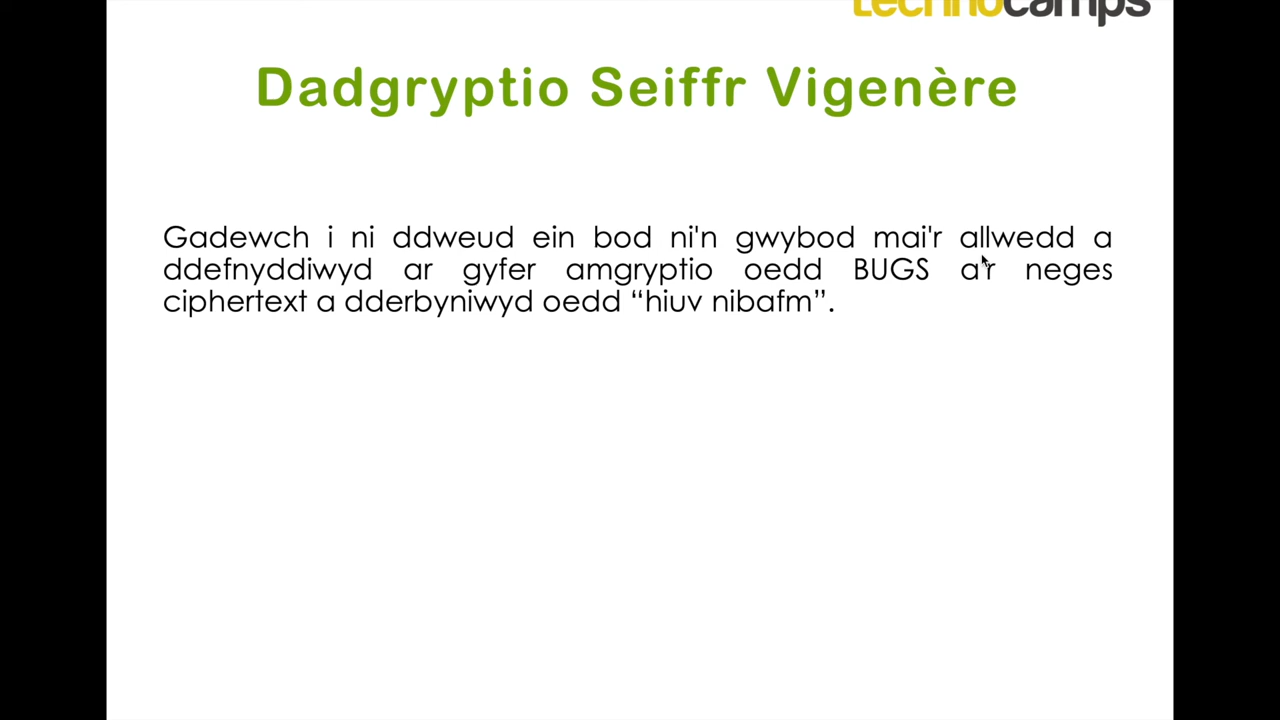 technocamps
Dadgryptio Seiffr Vigenère
Gadewch i ni ddweud ein bod ni'n gwybod mai'r allwedd a
ddefnyddiwyd ar gyfer amgryptio oedd BUGS a'r neges
ciphertext a dderbyniwyd oedd “hiuv nibafm”.